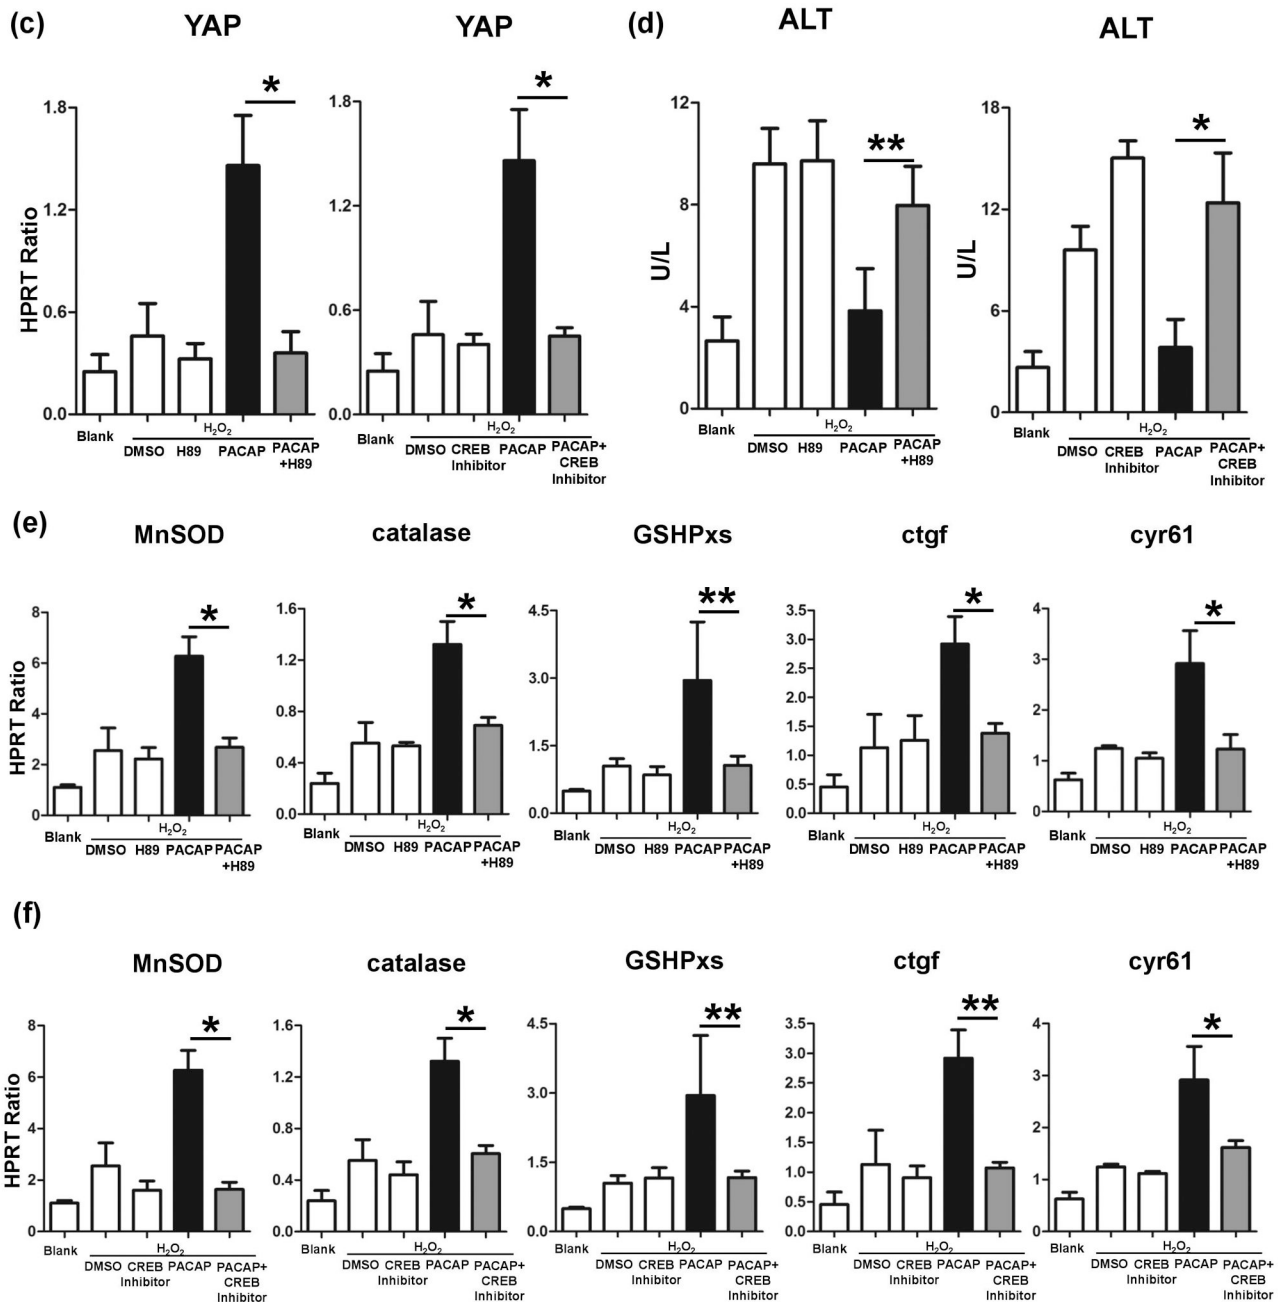 (c)
YAP
YAP
(d)
ALT
ALT
HPRT Ratio
1.8
1.2
0.6
0.0
*
Blank
H₂O₂
DMSO H89 PACAP PACAP
+H89
1.8
1.2
0.6
0.0
*
Blank
H₂O₂
DMSO CREB PACAP PACAP+
Inhibitor CREB
Inhibitor
U/L
12
8
4
0
**
Blank
H₂O₂
DMSO H89 PACAP PACAP
+H89
U/L
18
12
6
0
*
Blank
H₂O₂
DMSO CREB PACAP PACAP+
Inhibitor CREB
Inhibitor
(e)
MnSOD
catalase
GSHPxs
ctgf
cyr61
HPRT Ratio
8
6
4
2
0
*
Blank
H₂O₂
DMSO H89 PACAP PACAP
+H89
1.6
1.2
0.8
0.4
0.0
*
Blank
H₂O₂
DMSO H89 PACAP PACAP
+H89
4.5
3.0
1.5
0.0
**
Blank
H₂O₂
DMSO H89 PACAP PACAP
+H89
3.5
3.0
2.5
2.0
1.5
1.0
0.5
0.0
*
Blank
H₂O₂
DMSO H89 PACAP PACAP
+H89
4
3
2
1
0
*
Blank
H₂O₂
DMSO H89 PACAP PACAP
+H89
(f)
MnSOD
catalase
GSHPxs
ctgf
cyr61
HPRT Ratio
8
6
4
2
0
*
Blank
H₂O₂
DMSO CREB PACAP PACAP+
Inhibitor CREB
Inhibitor
1.6
1.2
0.8
0.4
0.0
*
Blank
H₂O₂
DMSO CREB PACAP PACAP+
Inhibitor CREB
Inhibitor
4.5
3.0
1.5
0.0
**
Blank
H₂O₂
DMSO CREB PACAP PACAP+
Inhibitor CREB
Inhibitor
3.5
3.0
2.5
2.0
1.5
1.0
0.5
0.0
**
Blank
H₂O₂
DMSO CREB PACAP PACAP+
Inhibitor CREB
Inhibitor
4
3
2
1
0
*
Blank
H₂O₂
DMSO CREB PACAP PACAP+
Inhibitor CREB
Inhibitor